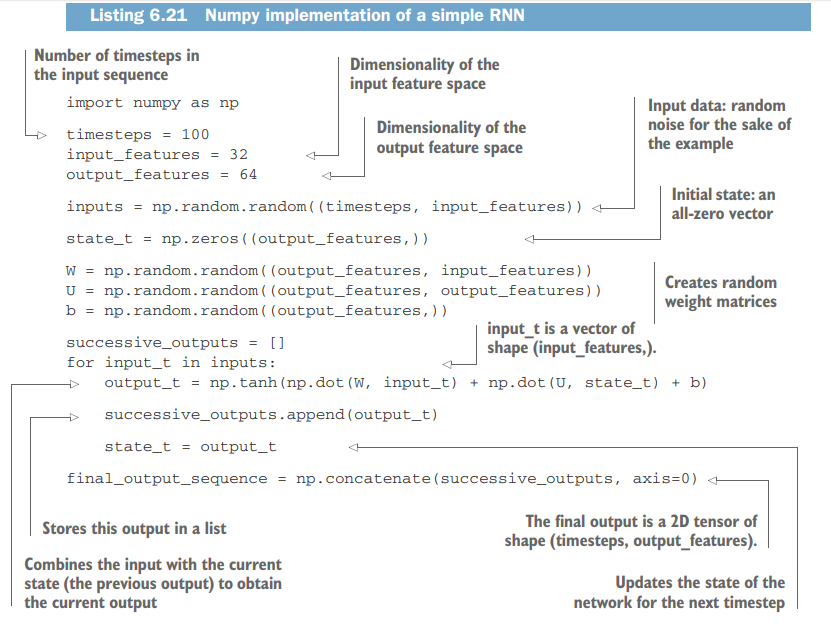 Listing 6.21 Numpy implementation of a simple RNN
Number of timesteps in
the input sequence
Dimensionality of the
input feature space
import numpy as np
Input data: random
noise for the sake of
the example
Dimensionality of the
output feature space
timesteps = 100
input_features = 32
output_features = 64
inputs = np.random.random((timesteps, input_features))
Initial state: an
all-zero vector
state_t = np.zeros((output_features,))
W = np.random.random((output_features, input_features))
U = np.random.random((output_features, output_features))
b = np.random.random((output_features,))
Creates random
weight matrices
successive_outputs = []
input_t is a vector of
shape (input_features,).
for input_t in inputs:
output_t = np.tanh(np.dot(W, input_t) + np.dot(U, state_t) + b)
successive_outputs.append(output_t)
state_t = output_t
final_output_sequence = np.concatenate(successive_outputs, axis=0)
Stores this output in a list
The final output is a 2D tensor of
shape (timesteps, output_features).
Combines the input with the current
state (the previous output) to obtain
the current output
Updates the state of the
network for the next timestep